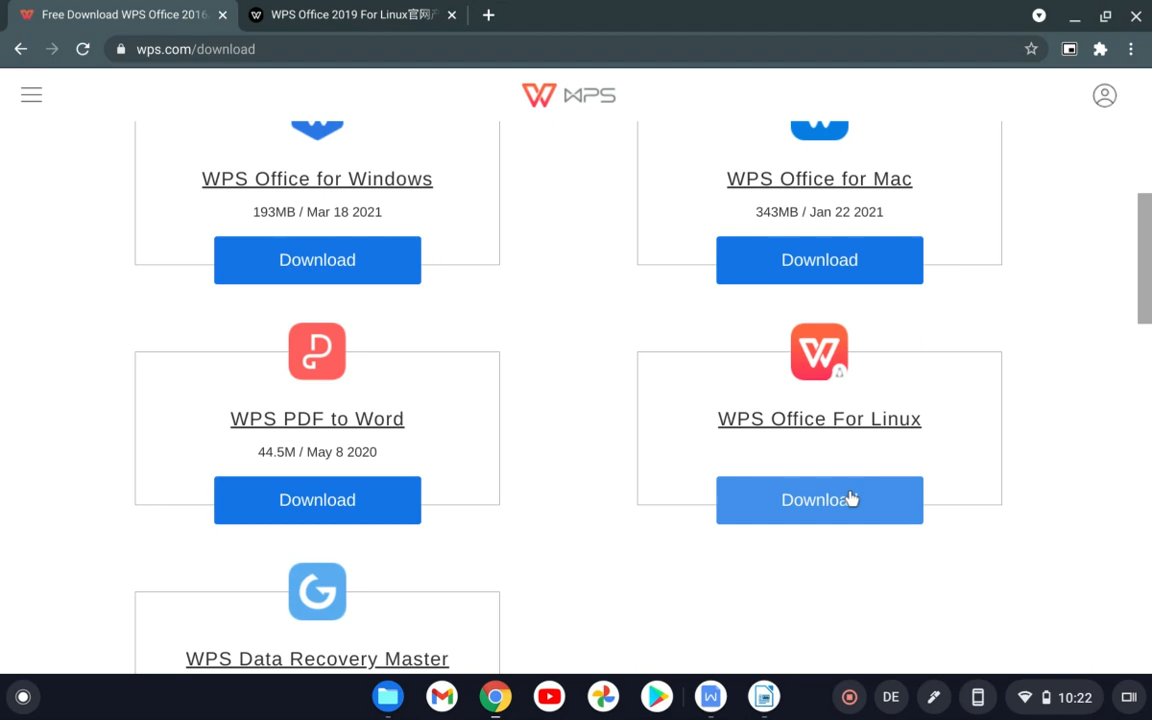 Free Download WPS Office 2016
WPS Office 2019 For Linux官网
wps.com/download
WPS
WPS Office for Windows
193MB / Mar 18 2021
Download
WPS Office for Mac
343MB / Jan 22 2021
Download
WPS PDF to Word
44.5M / May 8 2020
Download
WPS Office For Linux
Download
WPS Data Recovery Master
DE
10:22